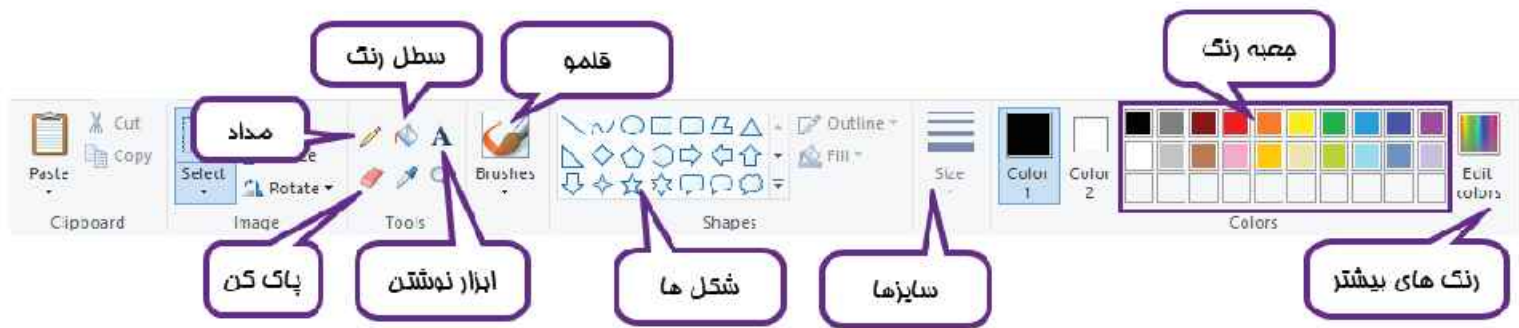 سطل رنگ
قلمو
جعبه رنگ
مداد
Cut
Copy
Paste
Select
Rotate
Brushes
Outline
Fill
Size
Color 1
Color 2
Edit colors
Clipboard
Image
Tools
Shapes
Colors
پاک کن
ابزار نوشتن
شکل ها
سایزها
رنگ های بیشتر